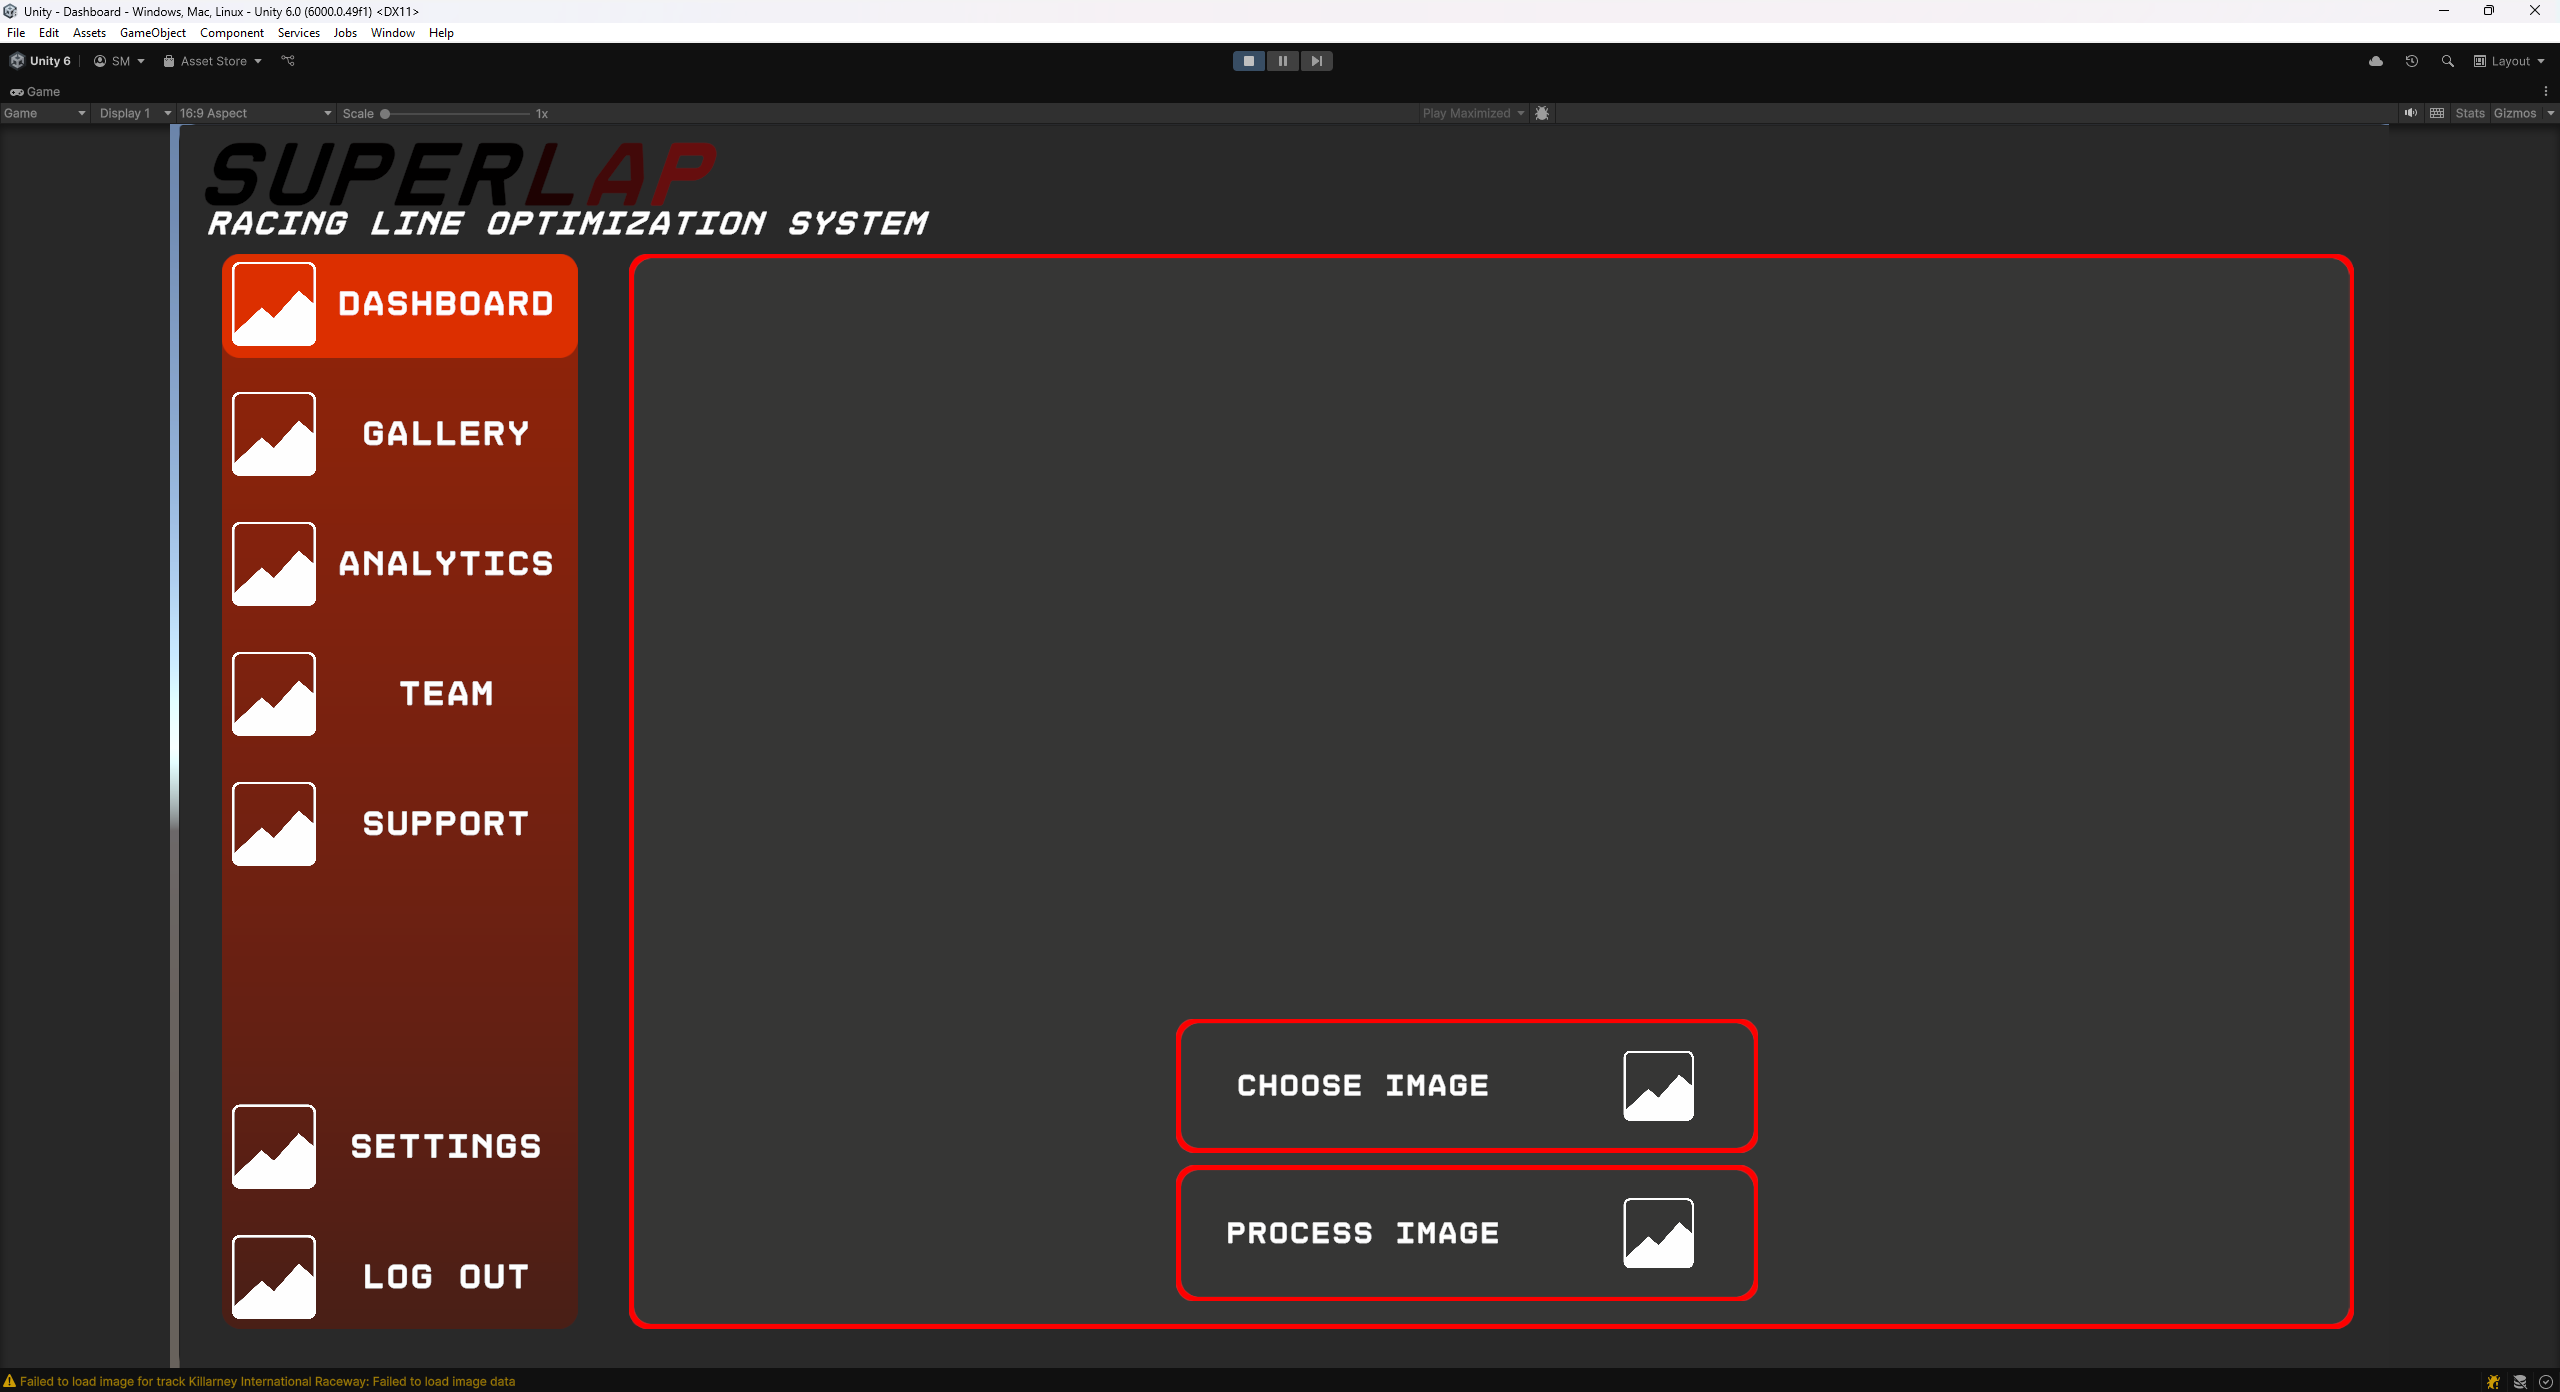 Unity - Dashboard - Windows, Mac, Linux - Unity 6.0 (6000.0.49f1) <DX11>
File Edit Assets GameObject Component Services Jobs Window Help
Unity 6 SM Asset Store Layout
Game
Game Display 1 16:9 Aspect Scale 1x Play Maximized Stats Gizmos
SUPERLAP
RACING LINE OPTIMIZATION SYSTEM
DASHBOARD
GALLERY
ANALYTICS
TEAM
SUPPORT
SETTINGS
LOG OUT
CHOOSE IMAGE
PROCESS IMAGE
Failed to load image for track Killarney International Raceway: Failed to load image data